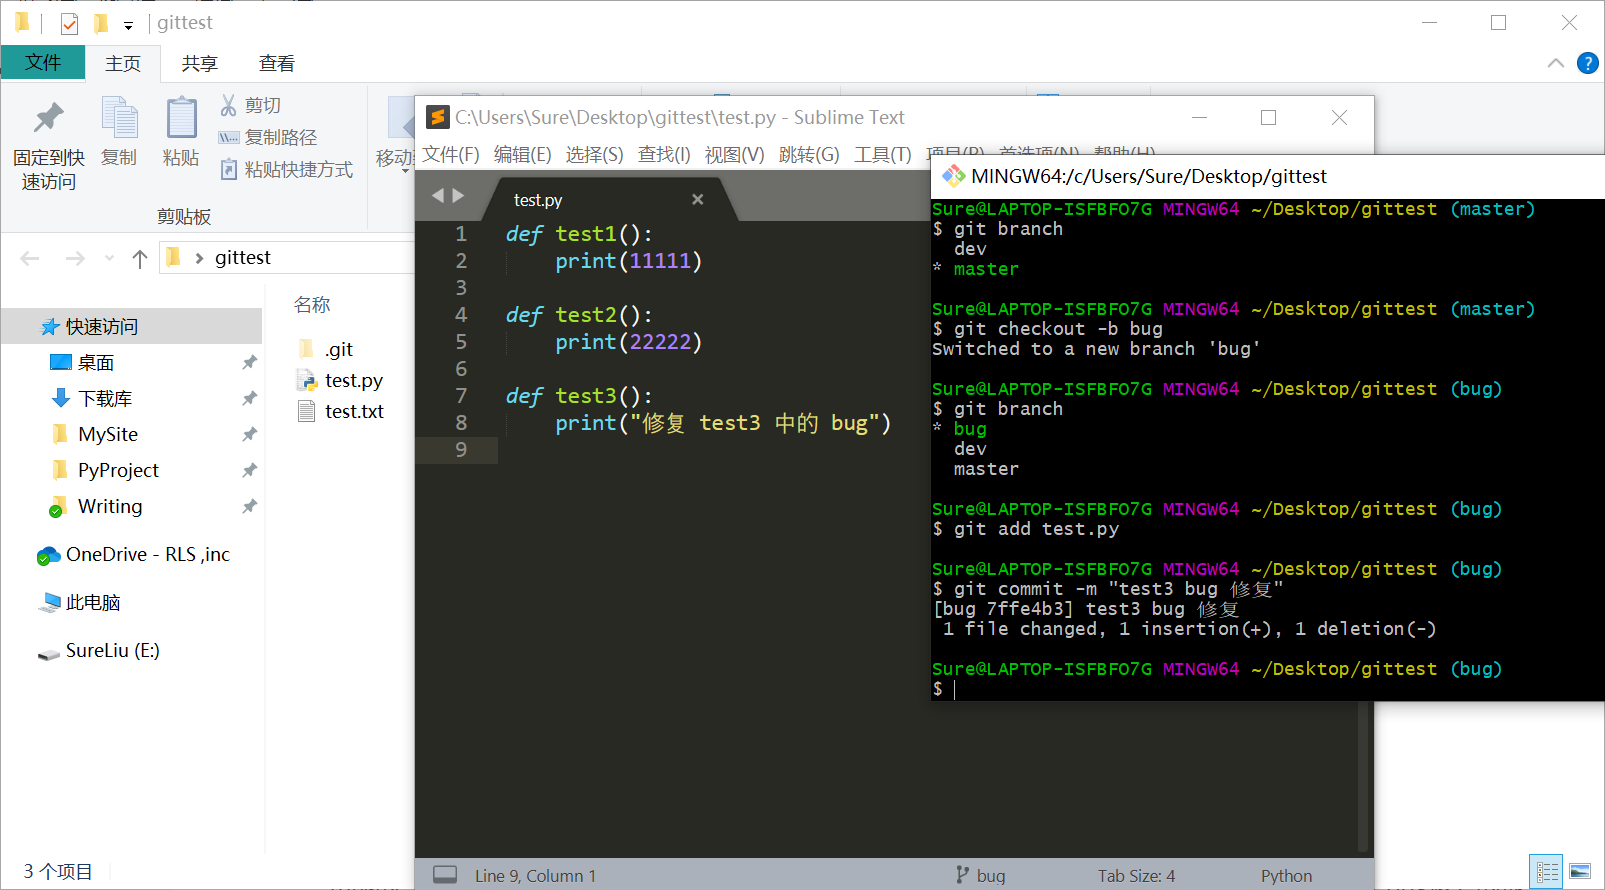 gittest
文件 主页 共享 查看
固定到快
速访问
复制
粘贴
剪切
复制路径
粘贴快捷方式
移动
剪贴板
gittest
快速访问
桌面
下载库
MySite
PyProject
Writing
OneDrive - RLS ,inc
此电脑
SureLiu (E:)
名称
.git
test.py
test.txt
3 个项目
C:\Users\Sure\Desktop\gittest\test.py - Sublime Text
文件(F) 编辑(E) 选择(S) 查找(I) 视图(V) 跳转(G) 工具(T) 项目(P) 首选项(N) 帮助(H)
test.py
1 def test1():
2     print(11111)
3
4 def test2():
5     print(22222)
6
7 def test3():
8     print("修复 test3 中的 bug")
9
Line 9, Column 1
bug
Tab Size: 4
Python
MINGW64:/c/Users/Sure/Desktop/gittest
Sure@LAPTOP-ISFBFO7G MINGW64 ~/Desktop/gittest (master)
$ git branch
  dev
* master
Sure@LAPTOP-ISFBFO7G MINGW64 ~/Desktop/gittest (master)
$ git checkout -b bug
Switched to a new branch 'bug'
Sure@LAPTOP-ISFBFO7G MINGW64 ~/Desktop/gittest (bug)
$ git branch
* bug
  dev
  master
Sure@LAPTOP-ISFBFO7G MINGW64 ~/Desktop/gittest (bug)
$ git add test.py
Sure@LAPTOP-ISFBFO7G MINGW64 ~/Desktop/gittest (bug)
$ git commit -m "test3 bug 修复"
[bug 7ffe4b3] test3 bug 修复
 1 file changed, 1 insertion(+), 1 deletion(-)
Sure@LAPTOP-ISFBFO7G MINGW64 ~/Desktop/gittest (bug)
$